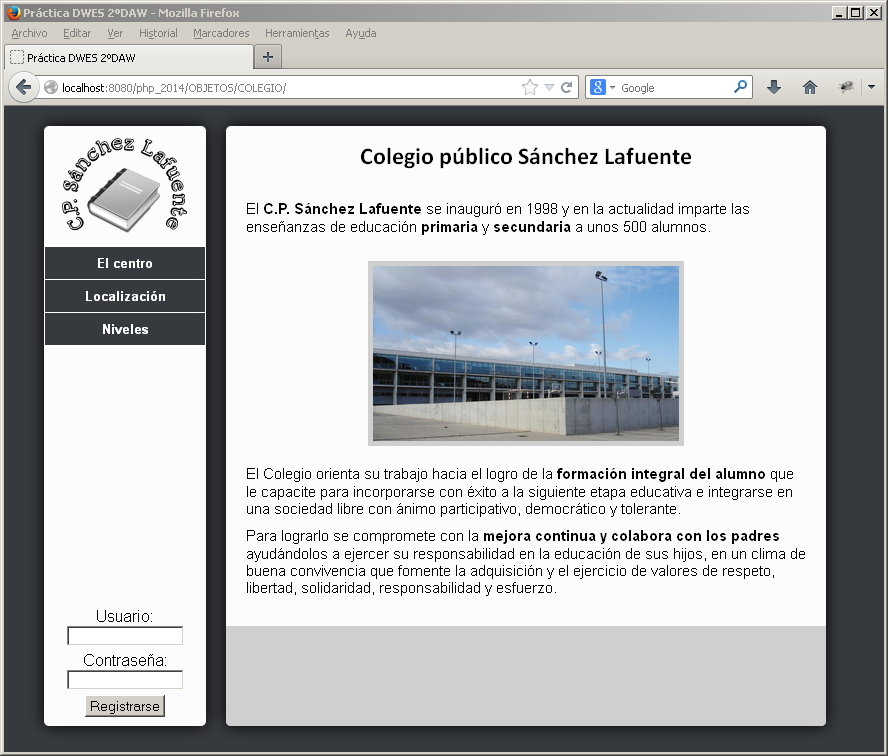 Práctica DWES 2ºDAW - Mozilla Firefox
Archivo Editar Ver Historial Marcadores Herramientas Ayuda
Práctica DWES 2ºDAW
localhost:8080/php_2014/OBJETOS/COLEGIO/
8 Google
C.P. Sánchez Lafuente
El centro
Localización
Niveles
Usuario:
Contraseña:
Registrarse
Colegio público Sánchez Lafuente
El C.P. Sánchez Lafuente se inauguró en 1998 y en la actualidad imparte las
enseñanzas de educación primaria y secundaria a unos 500 alumnos.
El Colegio orienta su trabajo hacia el logro de la formación integral del alumno que
le capacite para incorporarse con éxito a la siguiente etapa educativa e integrarse en
una sociedad libre con ánimo participativo, democrático y tolerante.
Para lograrlo se compromete con la mejora continua y colabora con los padres
ayudándolos a ejercer su responsabilidad en la educación de sus hijos, en un clima de
buena convivencia que fomente la adquisición y el ejercicio de valores de respeto,
libertad, solidaridad, responsabilidad y esfuerzo.